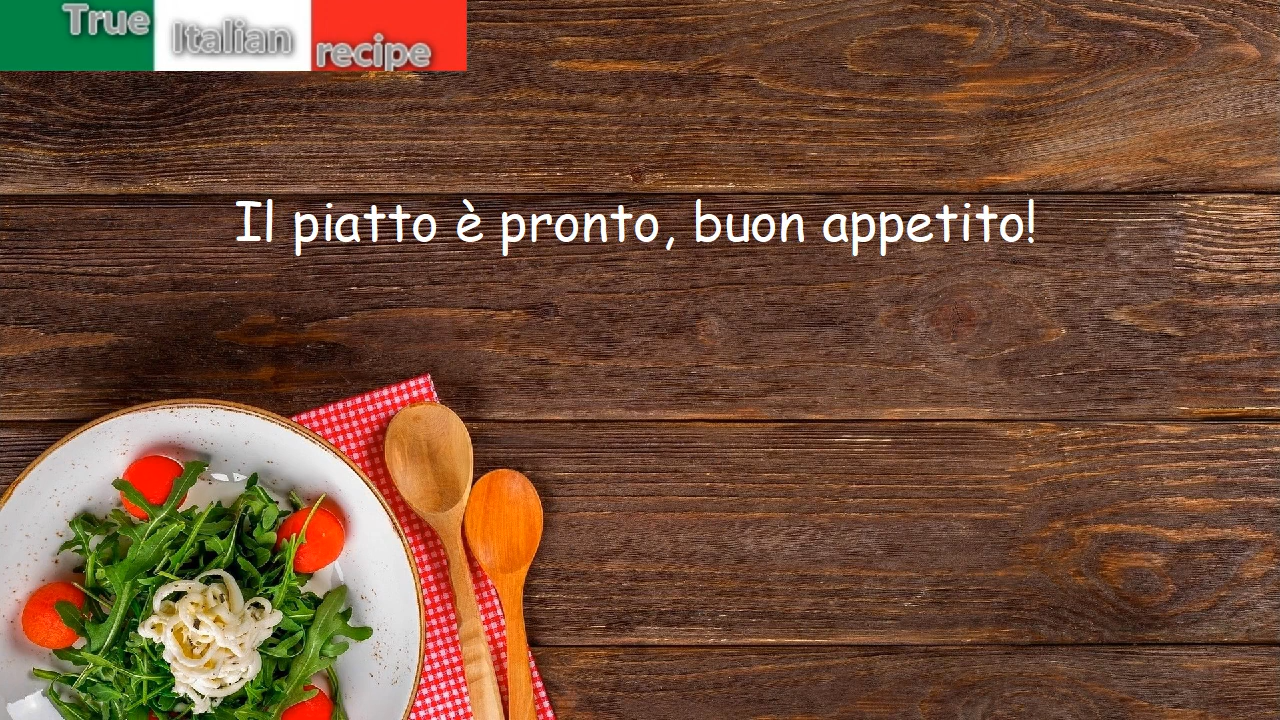 True Italian recipe
Il piatto è pronto, buon appetito!